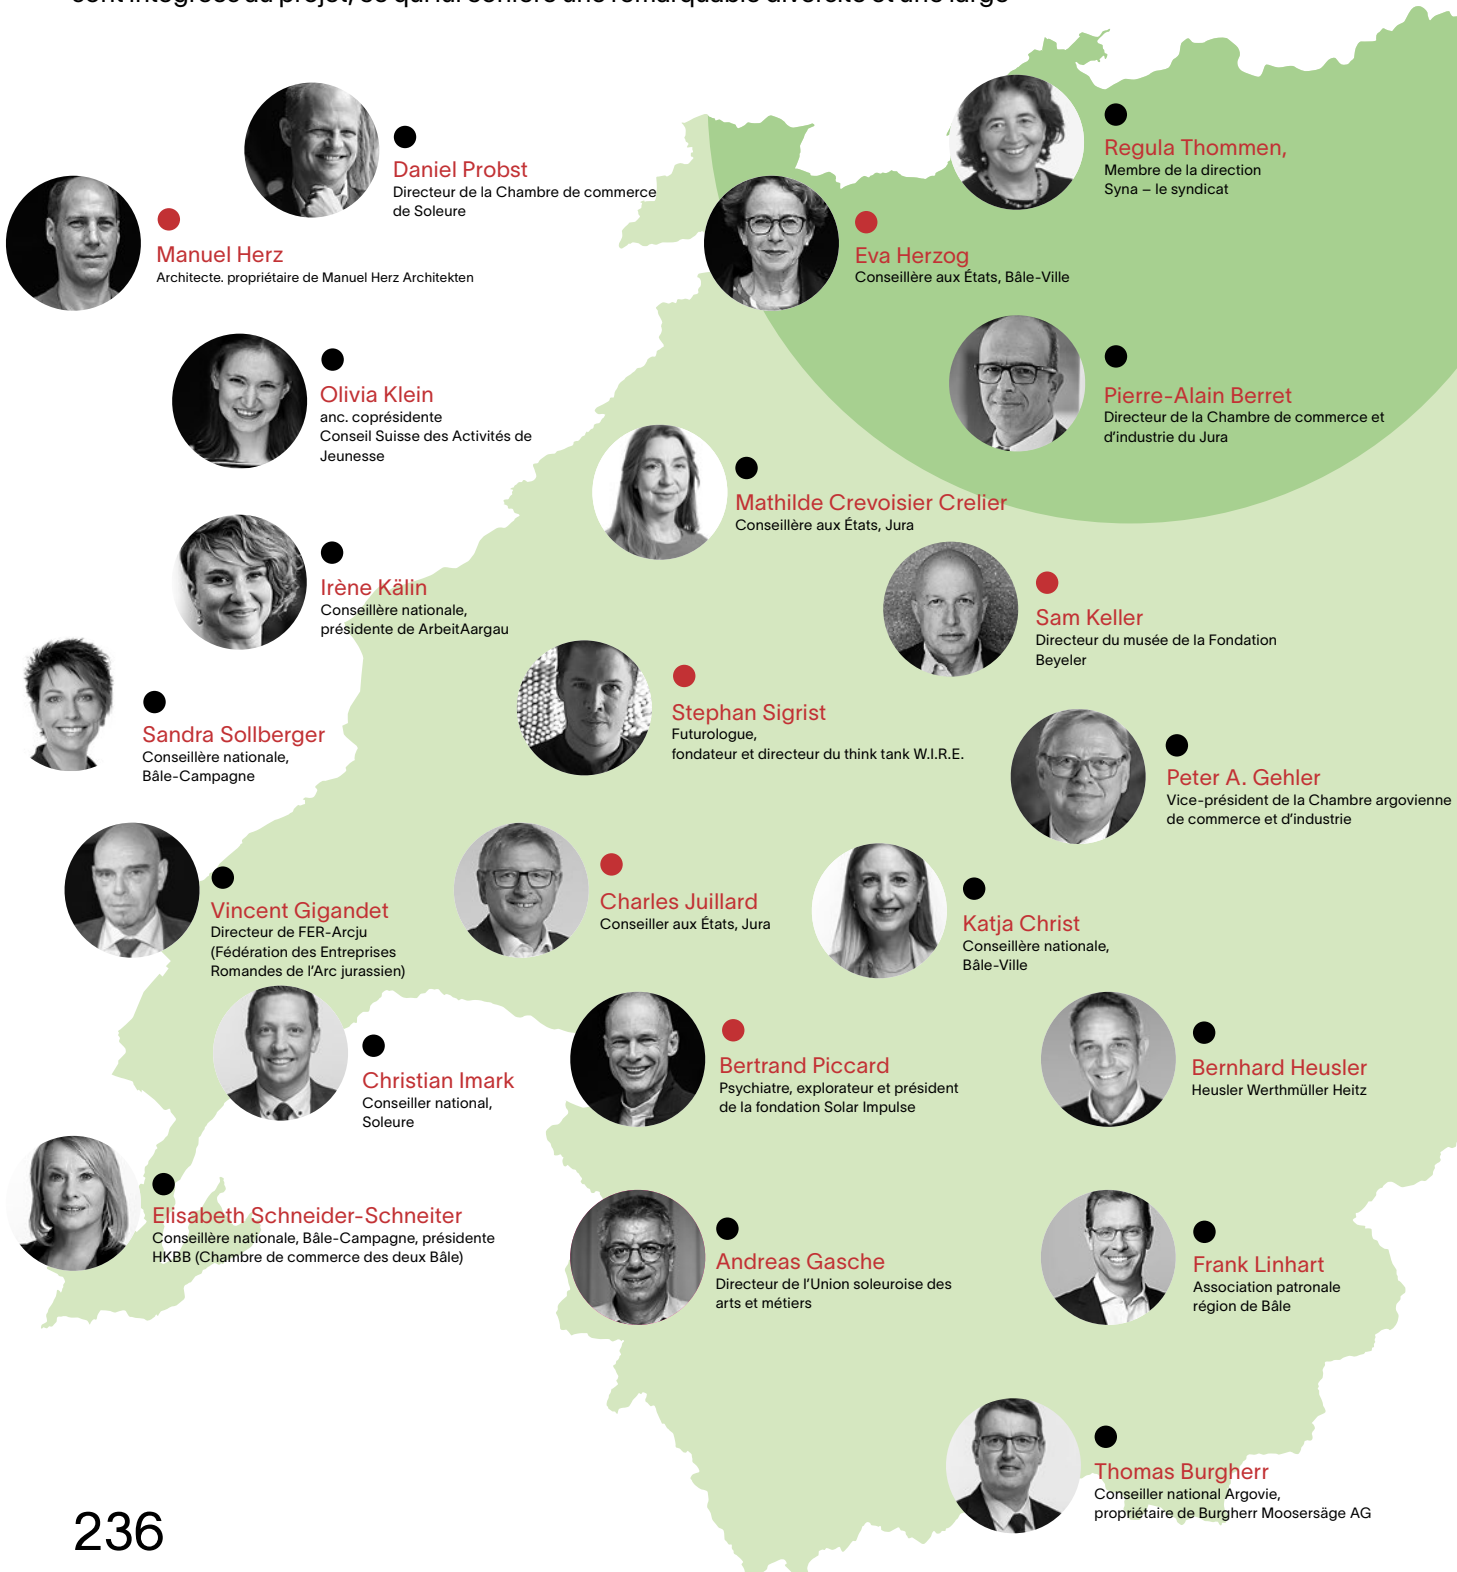 Daniel Probst
Directeur de la Chambre de commerce
de Soleure
Regula Thommen,
Membre de la direction
Syna – le syndicat
Manuel Herz
Architecte. propriétaire de Manuel Herz Architekten
Eva Herzog
Conseillère aux États, Bâle-Ville
Olivia Klein
anc. coprésidente
Conseil Suisse des Activités de
Jeunesse
Pierre-Alain Berret
Directeur de la Chambre de commerce et
d’industrie du Jura
Mathilde Crevoisier Crelier
Conseillère aux États, Jura
Irène Kälin
Conseillère nationale,
présidente de ArbeitAargau
Sam Keller
Directeur du musée de la Fondation
Beyeler
Sandra Sollberger
Conseillère nationale,
Bâle-Campagne
Stephan Sigrist
Futurologue,
fondateur et directeur du think tank W.I.R.E.
Peter A. Gehler
Vice-président de la Chambre argovienne
de commerce et d’industrie
Vincent Gigandet
Directeur de FER-Arcju
(Fédération des Entreprises
Romandes de l’Arc jurassien)
Charles Juillard
Conseiller aux États, Jura
Katja Christ
Conseillère nationale,
Bâle-Ville
Christian Imark
Conseiller national,
Soleure
Bertrand Piccard
Psychiatre, explorateur et président
de la fondation Solar Impulse
Bernhard Heusler
Heusler Werthmüller Heitz
Elisabeth Schneider-Schneiter
Conseillère nationale, Bâle-Campagne, présidente
HKBB (Chambre de commerce des deux Bâle)
Andreas Gasche
Directeur de l’Union soleuroise des
arts et métiers
Frank Linhart
Association patronale
région de Bâle
Thomas Burgherr
Conseiller national Argovie,
propriétaire de Burgherr Moosersäge AG
236